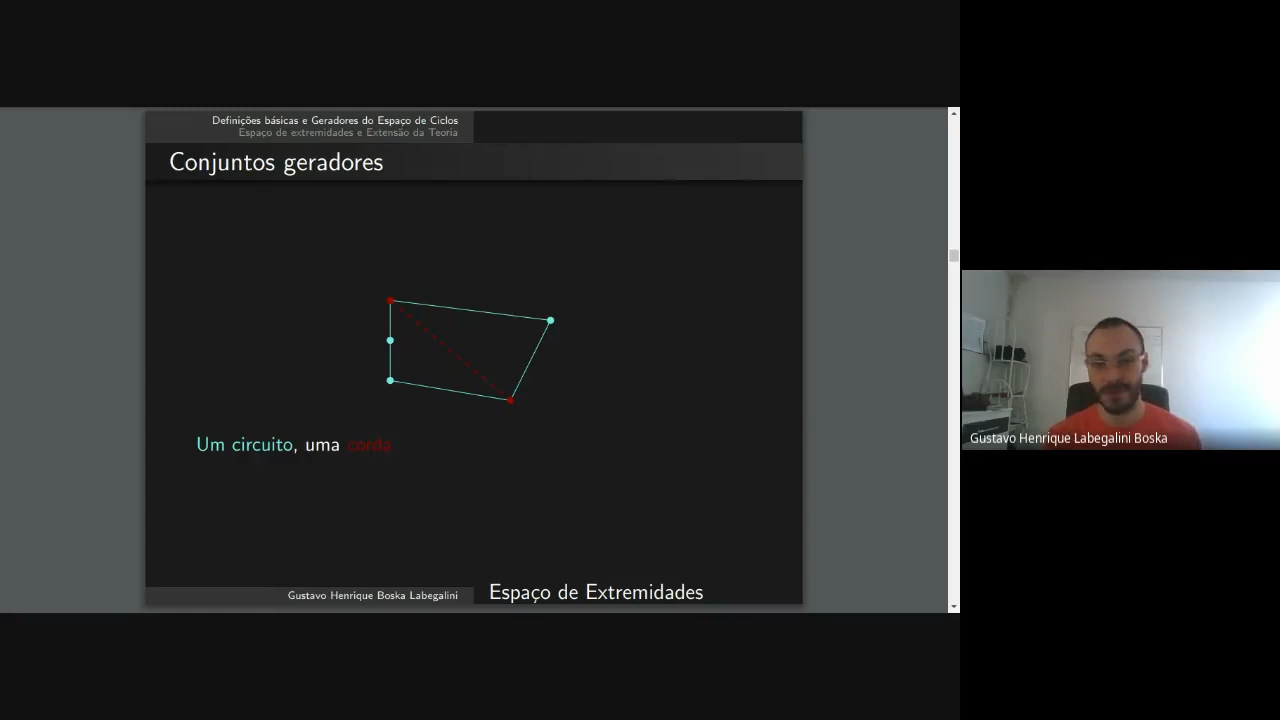 Definições básicas e Geradores do Espaço de Ciclos
Espaço de extremidades e Extensão da Teoria
Conjuntos geradores
Um circuito, uma corda
Gustavo Henrique Boska Labegalini
Espaço de Extremidades
Gustavo Henrique Labegalini Boska